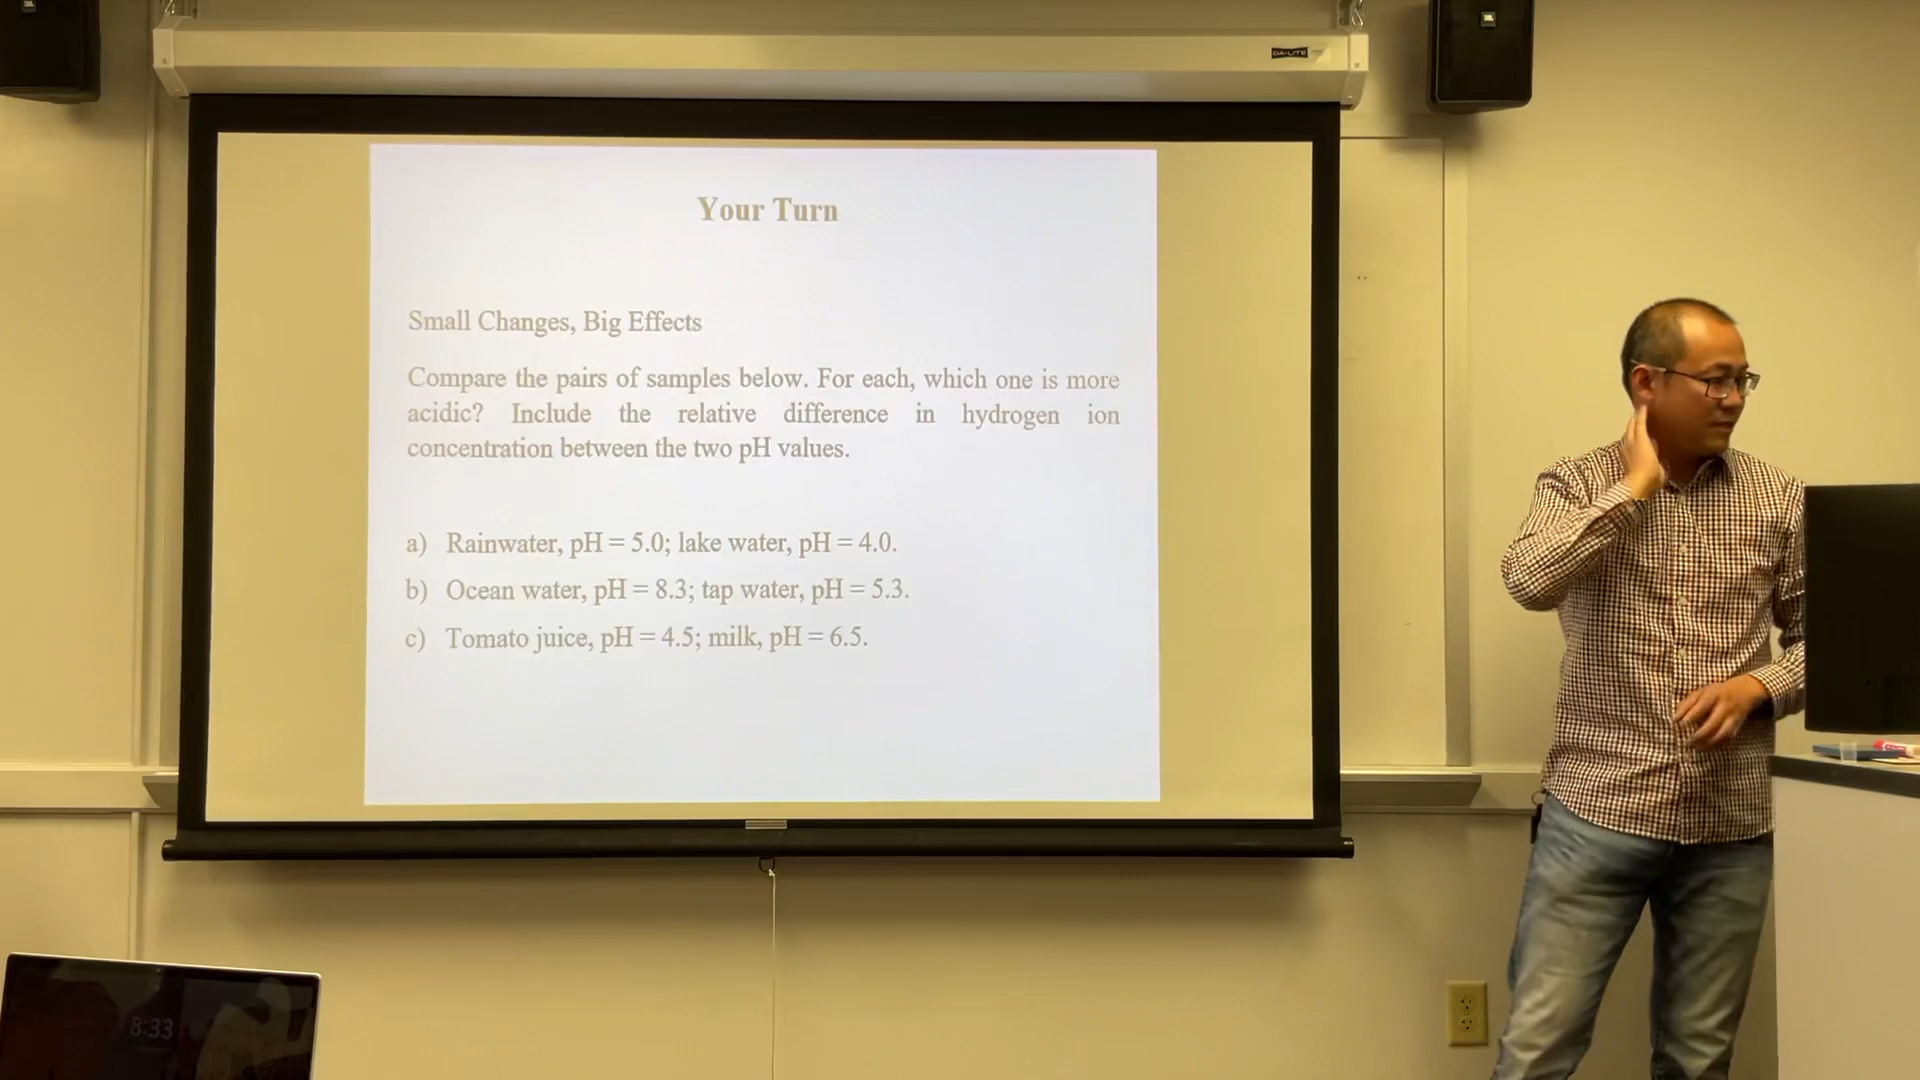 DA-LITE
Your Turn
Small Changes, Big Effects
Compare the pairs of samples below. For each, which one is more
acidic? Include the relative difference in hydrogen ion
concentration between the two pH values.
a) Rainwater, pH = 5.0; lake water, pH = 4.0.
b) Ocean water, pH = 8.3; tap water, pH = 5.3.
c) Tomato juice, pH = 4.5; milk, pH = 6.5.
8:33